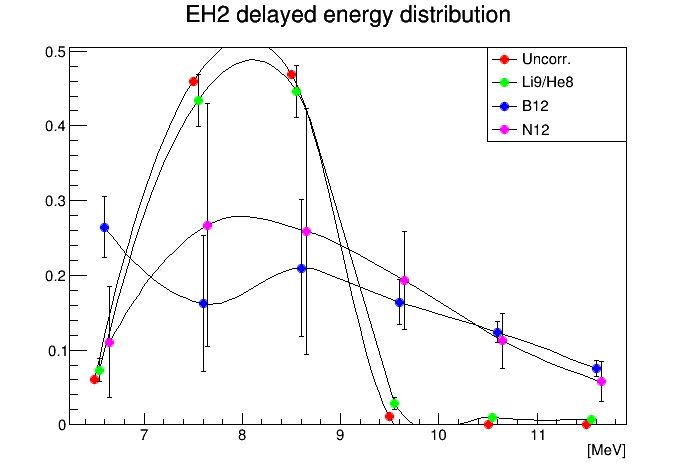 EH2 delayed energy distribution
Uncorr.
Li9/He8
B12
N12
0.5
0.4
0.3
0.2
0.1
0
7 8 9 10 11
[MeV]